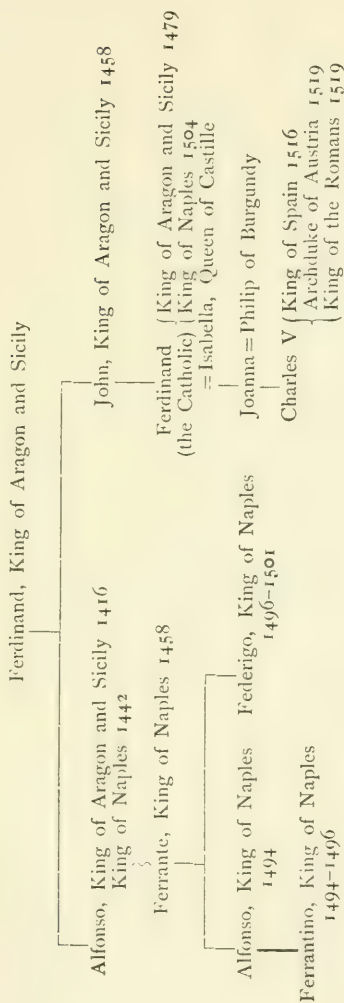 Ferdinand, King of Aragon and Sicily
Alfonso, King of Aragon and Sicily 1416
King of Naples 1442
Ferrante, King of Naples 1458
Alfonso, King of Naples
1494
Ferrantino, King of Naples
1494-1496
Federigo, King of Naples
1496-1501
John, King of Aragon and Sicily 1458
Ferdinand {King of Aragon and Sicily 1479
(the Catholic) {King of Naples 1504
=Isabella, Queen of Castille
Joanna=Philip of Burgundy
Charles V {King of Spain 1516
Archduke of Austria 1519
King of the Romans 1519